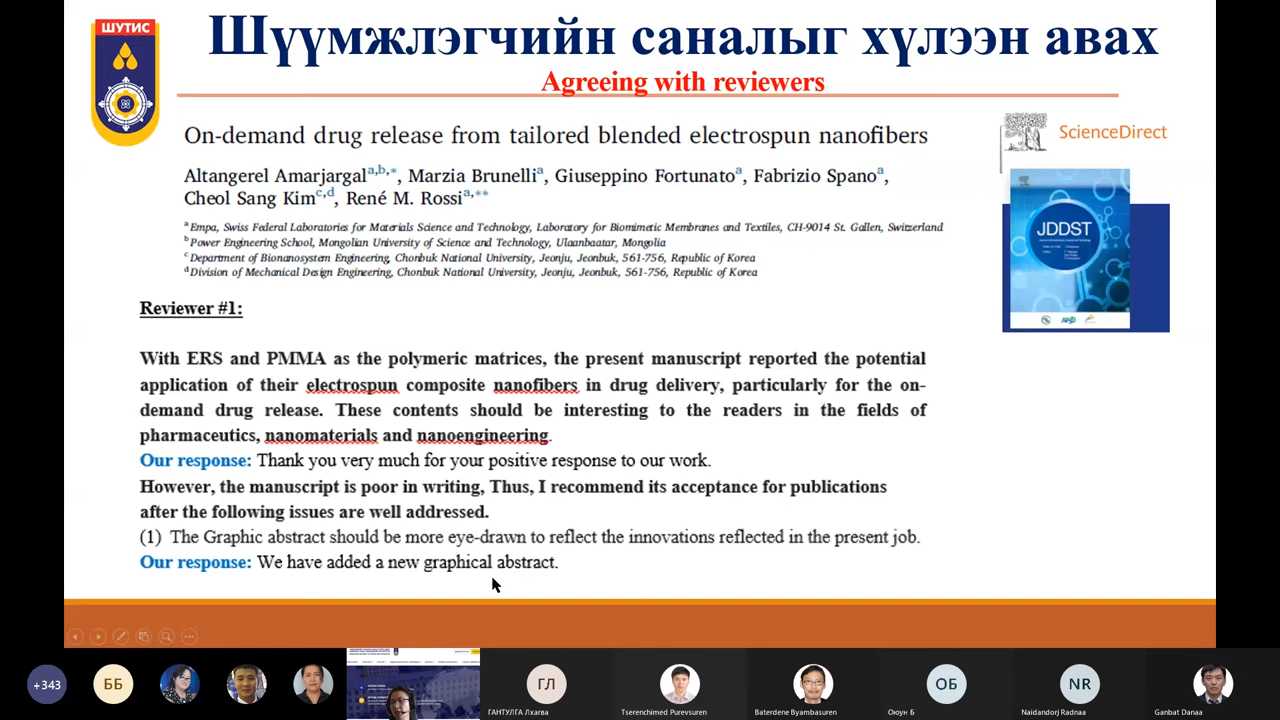 ШУТИС
Шүүмжлэгчийн саналыг хүлээн авах
Agreeing with reviewers
On-demand drug release from tailored blended electrospun nanofibers
Altangerel Amarjargal a,b,*, Marzia Brunelli a, Giuseppino Fortunato a, Fabrizio Spano a,
Cheol Sang Kim c,d, René M. Rossi a,**
a Empa, Swiss Federal Laboratories for Materials Science and Technology, Laboratory for Biomimetic Membranes and Textiles, CH-9014 St. Gallen, Switzerland
b Power Engineering School, Mongolian University of Science and Technology, Ulaanbaatar, Mongolia
c Department of Bionanosystem Engineering, Chonbuk National University, Jeonju, Jeonbuk, 561-756, Republic of Korea
d Division of Mechanical Design Engineering, Chonbuk National University, Jeonju, Jeonbuk, 561-756, Republic of Korea
ScienceDirect
JDDST
Reviewer #1:
With ERS and PMMA as the polymeric matrices, the present manuscript reported the potential
application of their electrospun composite nanofibers in drug delivery, particularly for the on-
demand drug release. These contents should be interesting to the readers in the fields of
pharmaceutics, nanomaterials and nanoengineering.
Our response: Thank you very much for your positive response to our work.
However, the manuscript is poor in writing, Thus, I recommend its acceptance for publications
after the following issues are well addressed.
(1) The Graphic abstract should be more eye-drawn to reflect the innovations reflected in the present job.
Our response: We have added a new graphical abstract.
+343
ББ
ГЛ
ОБ
NR
ГАНТУЛГА Лхагва
Tserenchimed Purevsuren
Baterdene Byambasuren
Оюун Б
Naidandorj Radnaa
Ganbat Danaa